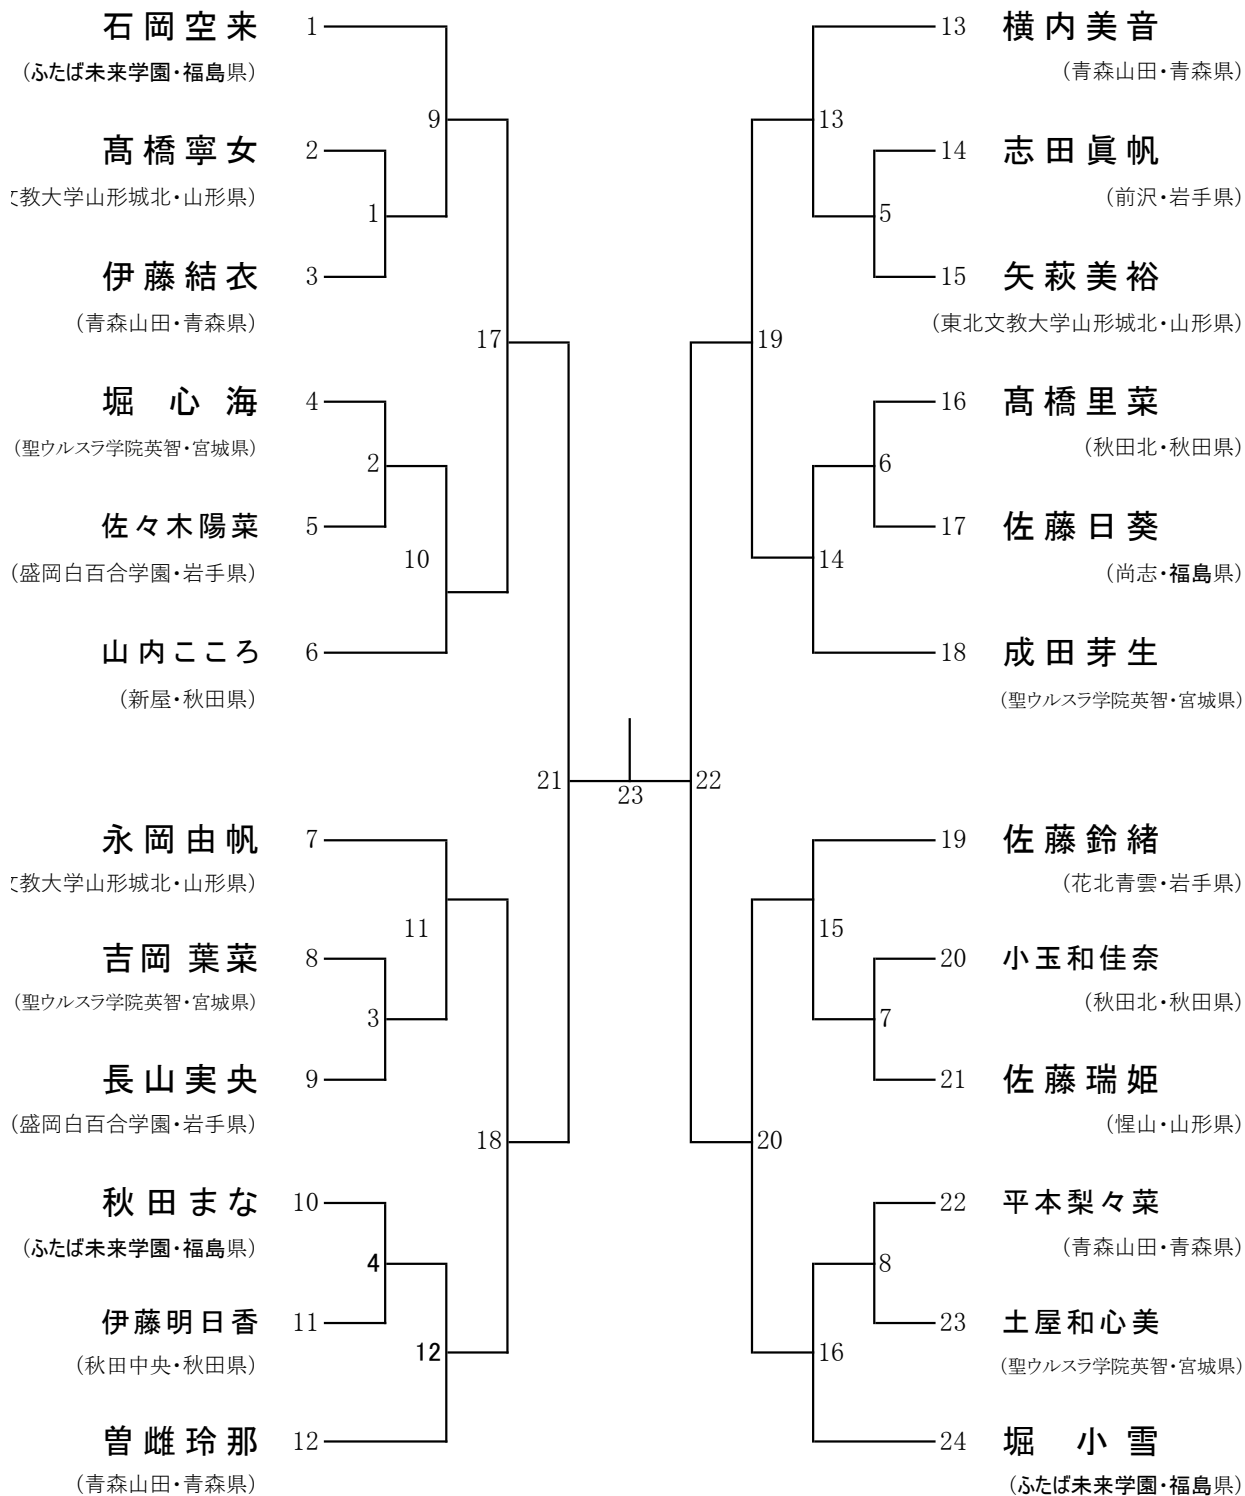 石岡空来 1
（ふたば未来学園・福島県）
9
髙橋寧女 2
文教大学山形城北・山形県）
1
伊藤結衣 3
（青森山田・青森県）
17
堀 心海 4
（聖ウルスラ学院英智・宮城県）
2
佐々木陽菜 5
10
（盛岡白百合学園・岩手県）
山内こころ 6
（新屋・秋田県）
21
23
永岡由帆 7
文教大学山形城北・山形県）
11
吉岡 葉菜 8
（聖ウルスラ学院英智・宮城県）
3
長山実央 9
（盛岡白百合学園・岩手県）
18
秋田まな 10
（ふたば未来学園・福島県）
4
伊藤明日香 11
12
（秋田中央・秋田県）
曽雌玲那 12
（青森山田・青森県）
13 横内美音
（青森山田・青森県）
13
14 志田眞帆
（前沢・岩手県）
5
15 矢萩美裕
（東北文教大学山形城北・山形県）
19
16 髙橋里菜
（秋田北・秋田県）
6
17 佐藤日葵
14
（尚志・福島県）
18 成田芽生
（聖ウルスラ学院英智・宮城県）
22
19 佐藤鈴緒
（花北青雲・岩手県）
15
20 小玉和佳奈
（秋田北・秋田県）
7
21 佐藤瑞姫
（惺山・山形県）
20
22 平本梨々菜
（青森山田・青森県）
8
23 土屋和心美
16
（聖ウルスラ学院英智・宮城県）
24 堀 小雪
（ふたば未来学園・福島県）